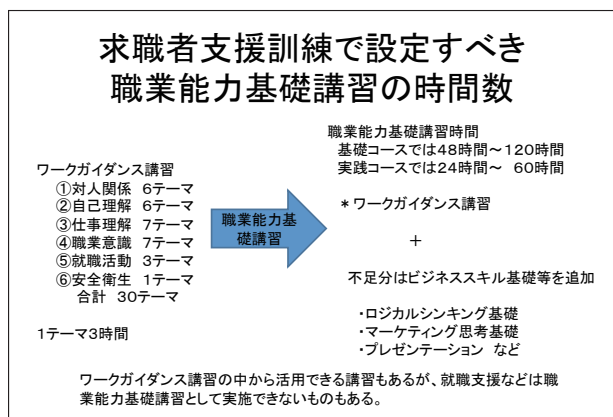 求職者支援訓練で設定すべき
職業能力基礎講習の時間数
ワークガイダンス講習
①対人関係 6テーマ
②自己理解 6テーマ
③仕事理解 7テーマ
④職業意識 7テーマ
⑤就職活動 3テーマ
⑥安全衛生 1テーマ
合計 30テーマ
1テーマ3時間
職業能力基
礎講習
職業能力基礎講習時間
基礎コースでは48時間～120時間
実践コースでは24時間～ 60時間
*ワークガイダンス講習
+
不足分はビジネススキル基礎等を追加
・ロジカルシンキング基礎
・マーケティング思考基礎
・プレゼンテーション など
ワークガイダンス講習の中から活用できる講習もあるが、就職支援などは職
業能力基礎講習として実施できないものもある。